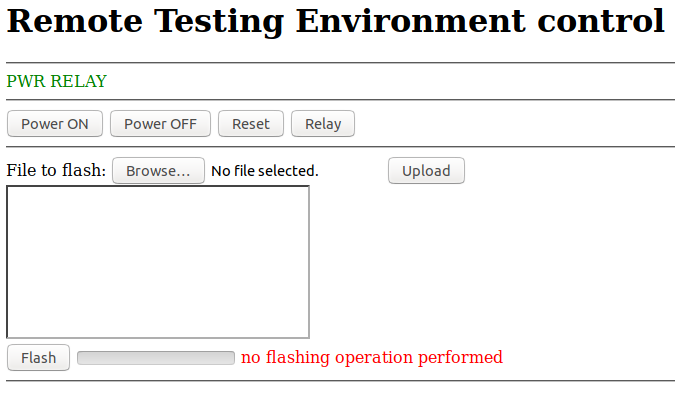 Remote Testing Environment control
PWR RELAY
Power ON Power OFF Reset Relay
File to flash: Browse... No file selected. Upload
Flash no flashing operation performed